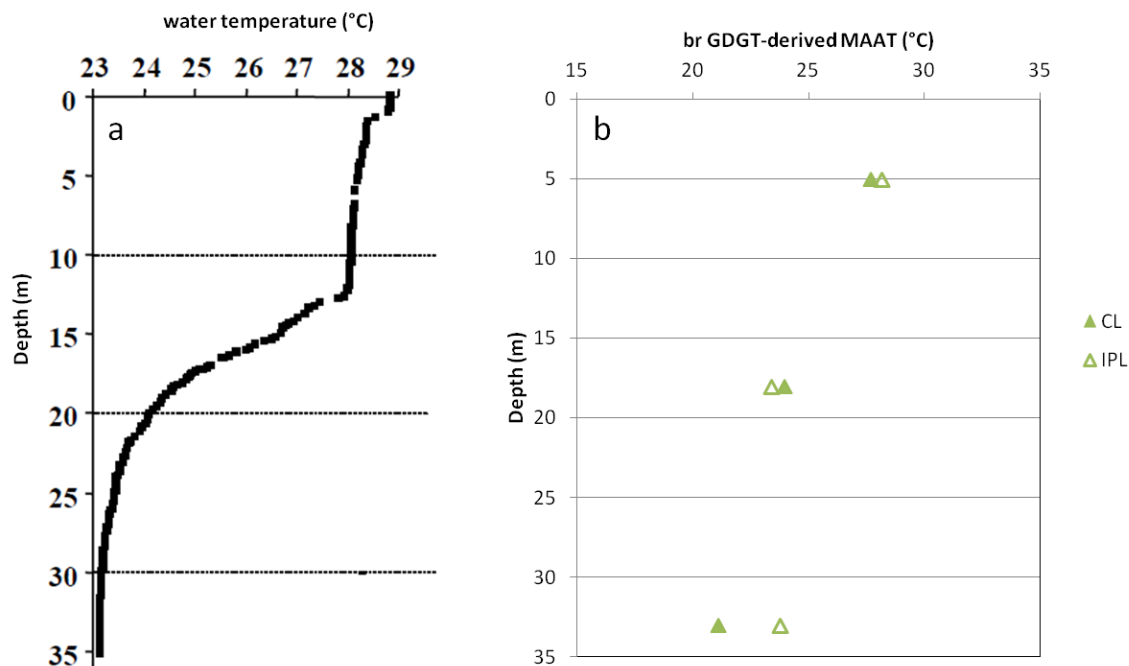 water temperature (°C)
23 24 25 26 27 28 29
0
5
10
15
20
25
30
35
Depth (m)
a
br GDGT-derived MAAT (°C)
15 20 25 30 35
0
5
10
15
20
25
30
35
Depth (m)
b
CL
IPL